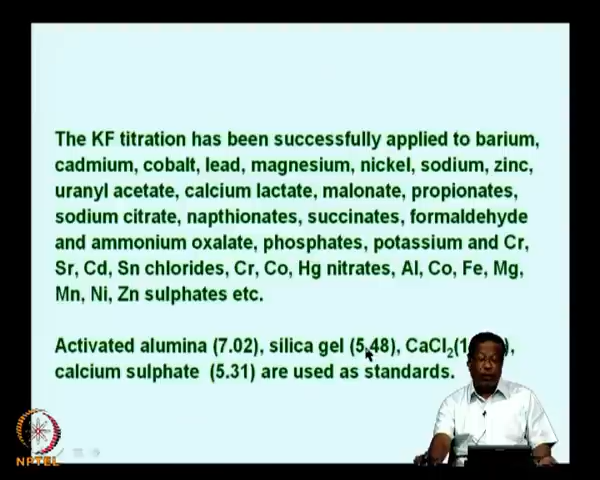 The KF titration has been successfully applied to barium,
cadmium, cobalt, lead, magnesium, nickel, sodium, zinc,
uranyl acetate, calcium lactate, malonate, propionates,
sodium citrate, napthionates, succinates, formaldehyde
and ammonium oxalate, phosphates, potassium and Cr,
Sr, Cd, Sn chlorides, Cr, Co, Hg nitrates, Al, Co, Fe, Mg,
Mn, Ni, Zn sulphates etc.
Activated alumina (7.02), silica gel (5.48), CaCl2(1 ),
calcium sulphate (5.31) are used as standards.
NPTEL